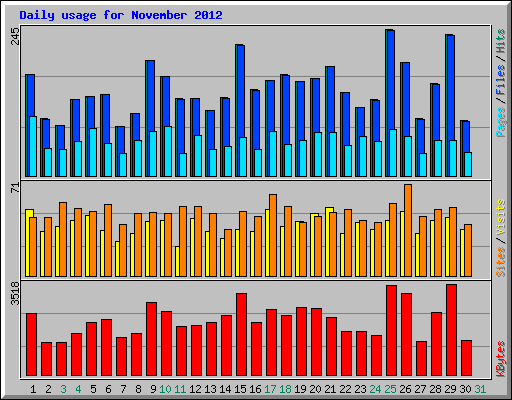 Daily usage for November 2012
245
Pages / Files / Hits
71
Sites / Visits
3518
KBytes
1 2 3 4 5 6 7 8 9 10 11 12 13 14 15 16 17 18 19 20 21 22 23 24 25 26 27 28 29 30 31